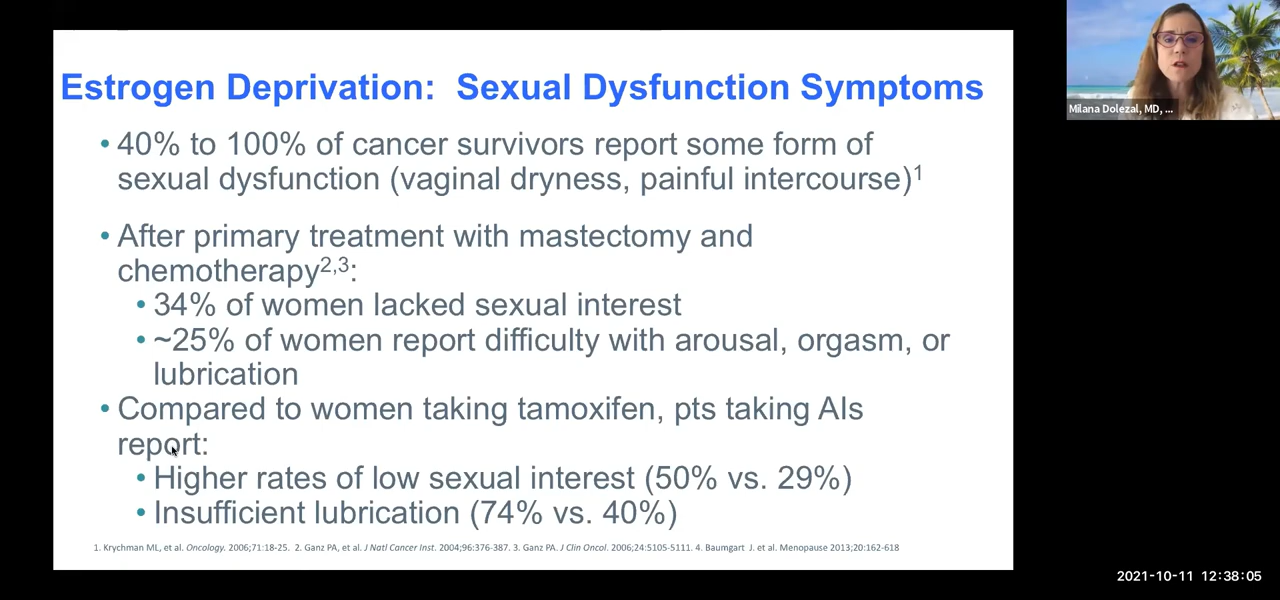 Estrogen Deprivation: Sexual Dysfunction Symptoms
• 40% to 100% of cancer survivors report some form of
sexual dysfunction (vaginal dryness, painful intercourse)1
• After primary treatment with mastectomy and
chemotherapy2,3:
• 34% of women lacked sexual interest
• ~25% of women report difficulty with arousal, orgasm, or
lubrication
• Compared to women taking tamoxifen, pts taking AIs
report:
• Higher rates of low sexual interest (50% vs. 29%)
• Insufficient lubrication (74% vs. 40%)
1. Krychman ML, et al. Oncology. 2006;71:18-25. 2. Ganz PA, et al. J Natl Cancer Inst. 2004;96:376-387. 3. Ganz PA. J Clin Oncol. 2006;24:5105-5111. 4. Baumgart J. et al. Menopause 2013;20:162-618
Milana Dolezal, MD, ...
2021-10-11 12:38:05